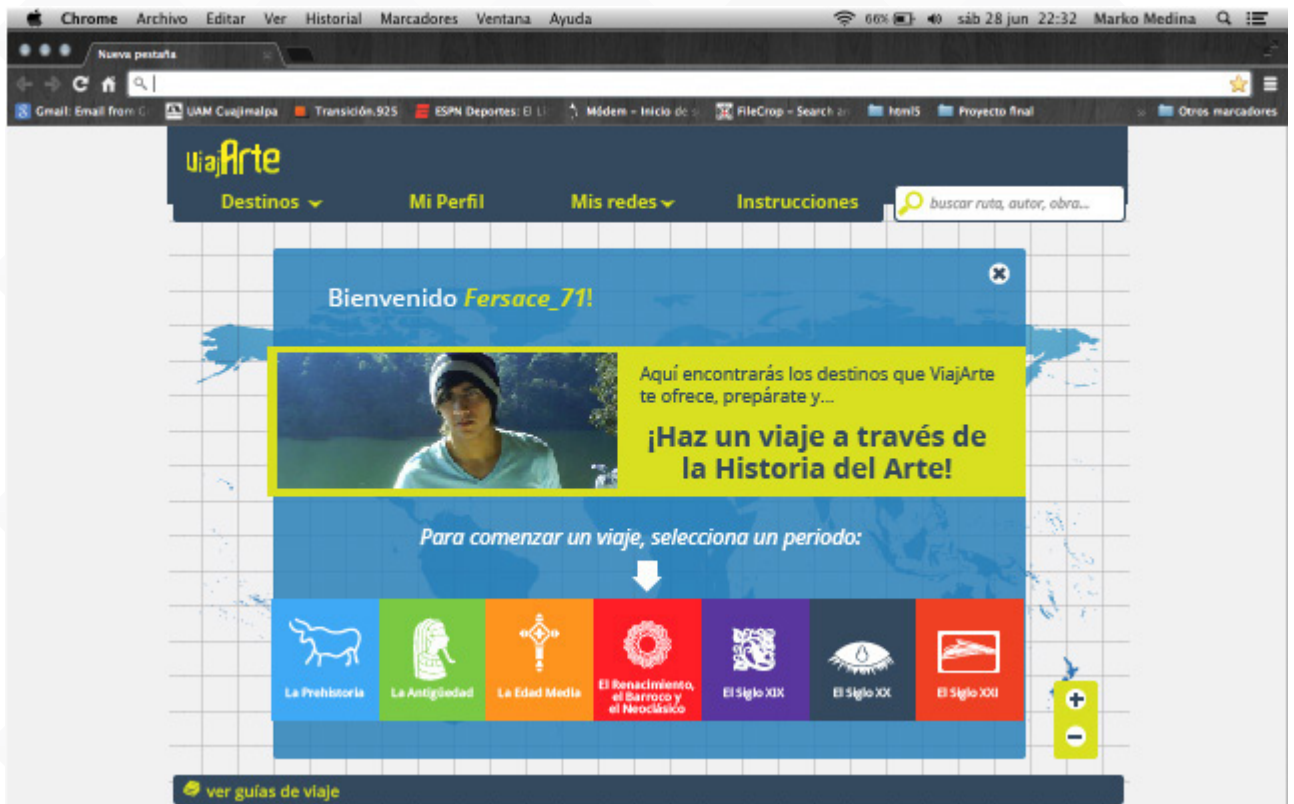 Chrome Archivo Editar Ver Historial Marcadores Ventana Ayuda 66% sáb 28 jun 22:32 Marko Medina
Nueva pestaña
Gmail: Email from G UAM Cuajimalpa Transición.925 ESPN Deportes: El Li Módem – Inicio de s FileCrop – Search an html5 Proyecto final » Otros marcadores
ViajArte
Destinos Mi Perfil Mis redes Instrucciones buscar ruta, autor, obra...
Bienvenido Fersace_71!
Aquí encontrarás los destinos que ViajArte
te ofrece, prepárate y...
¡Haz un viaje a través de
la Historia del Arte!
Para comenzar un viaje, selecciona un periodo:
La Prehistoria
La Antigüedad
La Edad Media
El Renacimiento,
el Barroco y
el Neoclásico
El Siglo XIX
El Siglo XX
El Siglo XXI
ver guías de viaje